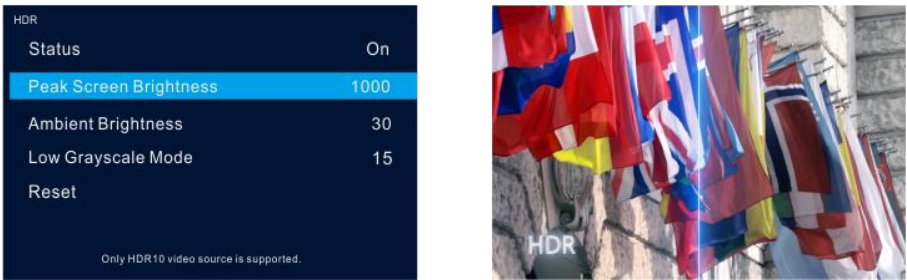 HDR
Status On
Peak Screen Brightness 1000
Ambient Brightness 30
Low Grayscale Mode 15
Reset
Only HDR10 video source is supported.
HDR